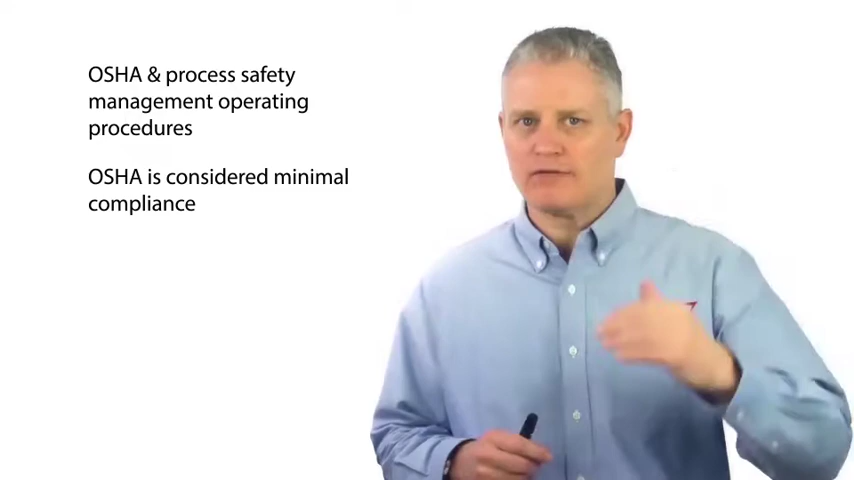 OSHA & process safety
management operating
procedures
OSHA is considered minimal
compliance